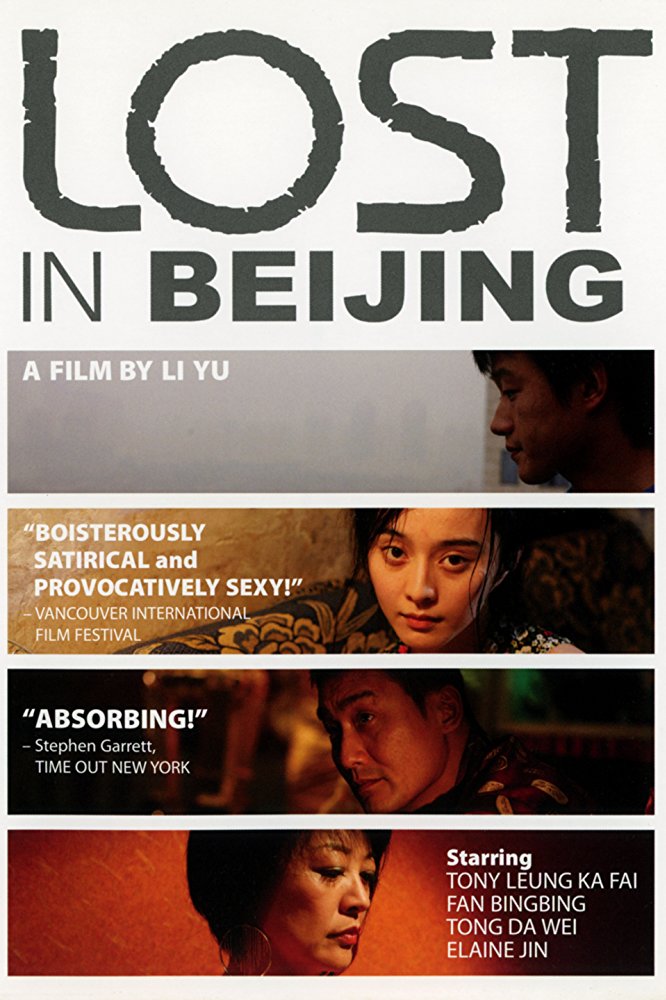 LOST
IN BEIJING
A FILM BY LI YU
“BOISTEROUSLY
SATIRICAL and
PROVOCATIVELY SEXY!”
– VANCOUVER INTERNATIONAL
FILM FESTIVAL
“ABSORBING!”
– Stephen Garrett,
TIME OUT NEW YORK
Starring
TONY LEUNG KA FAI
FAN BINGBING
TONG DA WEI
ELAINE JIN